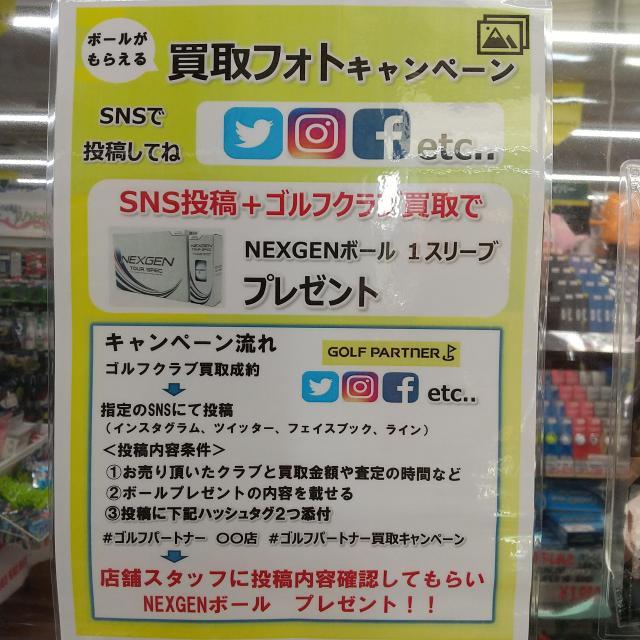 ボールが
もらえる
買取フォトキャンペーン
SNSで
投稿してね
etc..
SNS投稿＋ゴルフクラブ買取で
NEXGEN
TOUR SPEC
NEXGENボール １スリーブ
プレゼント
キャンペーン流れ
GOLF PARTNER
ゴルフクラブ買取成約
etc..
指定のSNSにて投稿
（インスタグラム、ツイッター、フェイスブック、ライン）
＜投稿内容条件＞
①お売り頂いたクラブと買取金額や査定の時間など
②ボールプレゼントの内容を載せる
③投稿に下記ハッシュタグ2つ添付
#ゴルフパートナー 〇〇店 #ゴルフパートナー買取キャンペーン
店舗スタッフに投稿内容確認してもらい
NEXGENボール プレゼント！！